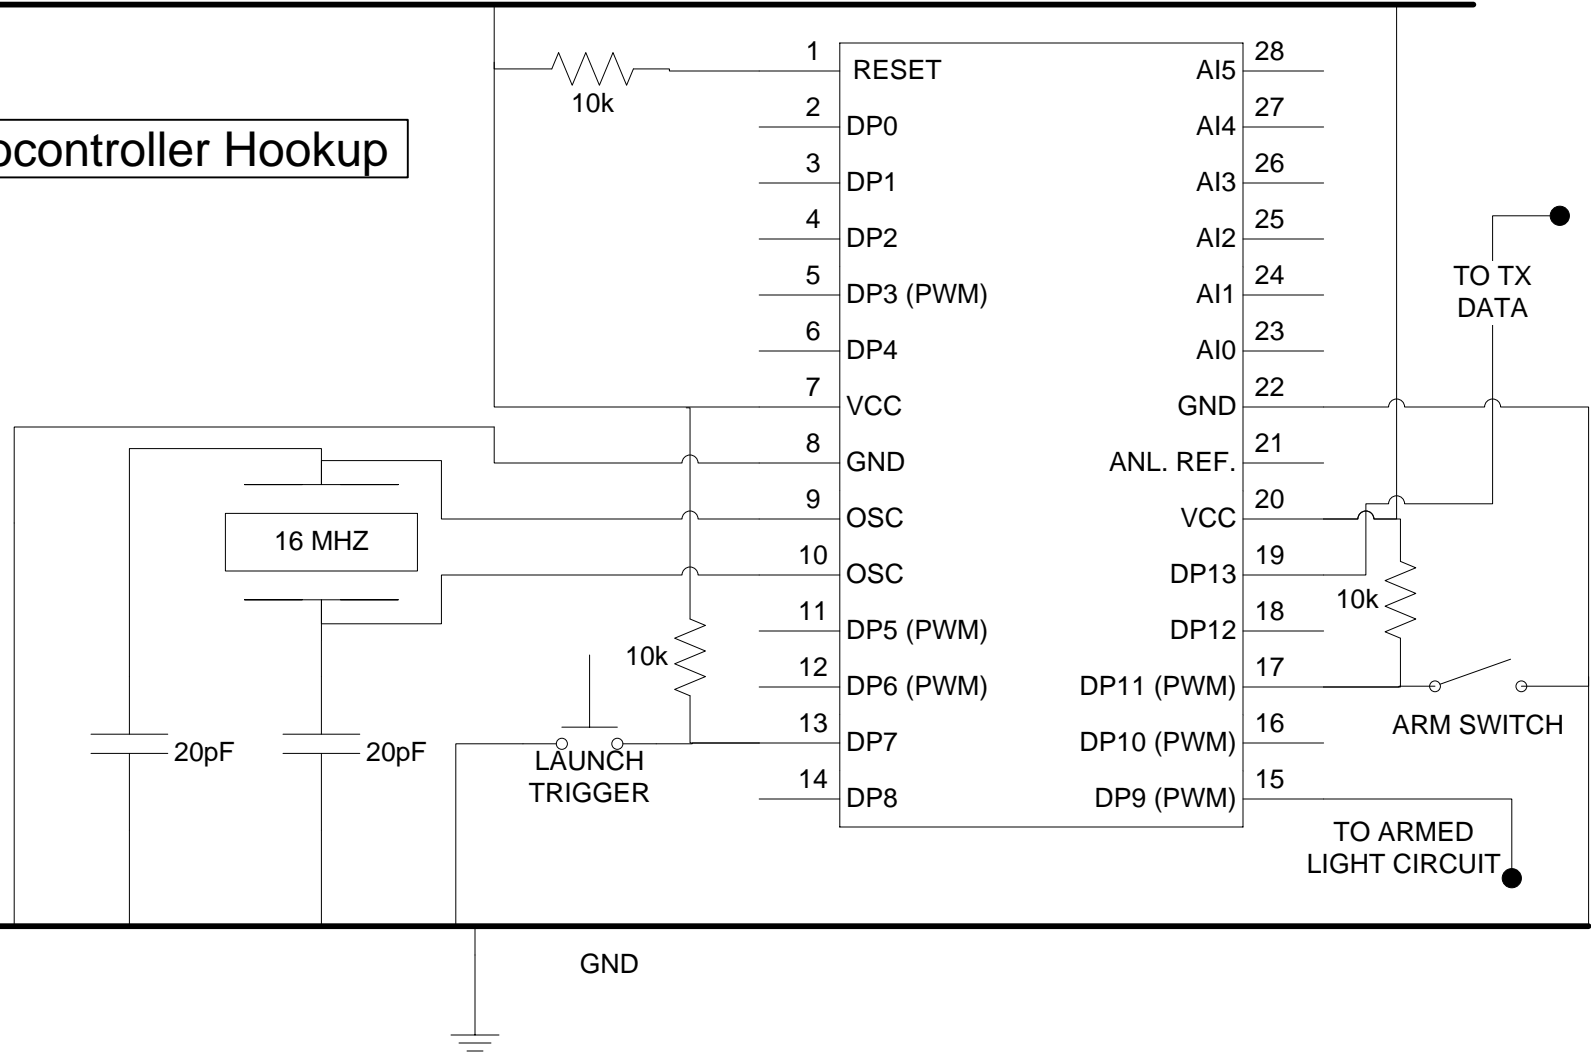 ocontroller Hookup
10k
1
RESET
2
DP0
3
DP1
4
DP2
5
DP3 (PWM)
6
DP4
7
VCC
8
GND
9
OSC
10
OSC
11
DP5 (PWM)
12
DP6 (PWM)
13
DP7
14
DP8
28
AI5
27
AI4
26
AI3
25
AI2
24
AI1
23
AI0
22
GND
21
ANL. REF.
20
VCC
19
DP13
18
DP12
17
DP11 (PWM)
16
DP10 (PWM)
15
DP9 (PWM)
TO TX
DATA
16 MHZ
10k
10k
20pF
20pF
LAUNCH
TRIGGER
ARM SWITCH
TO ARMED
LIGHT CIRCUIT
GND